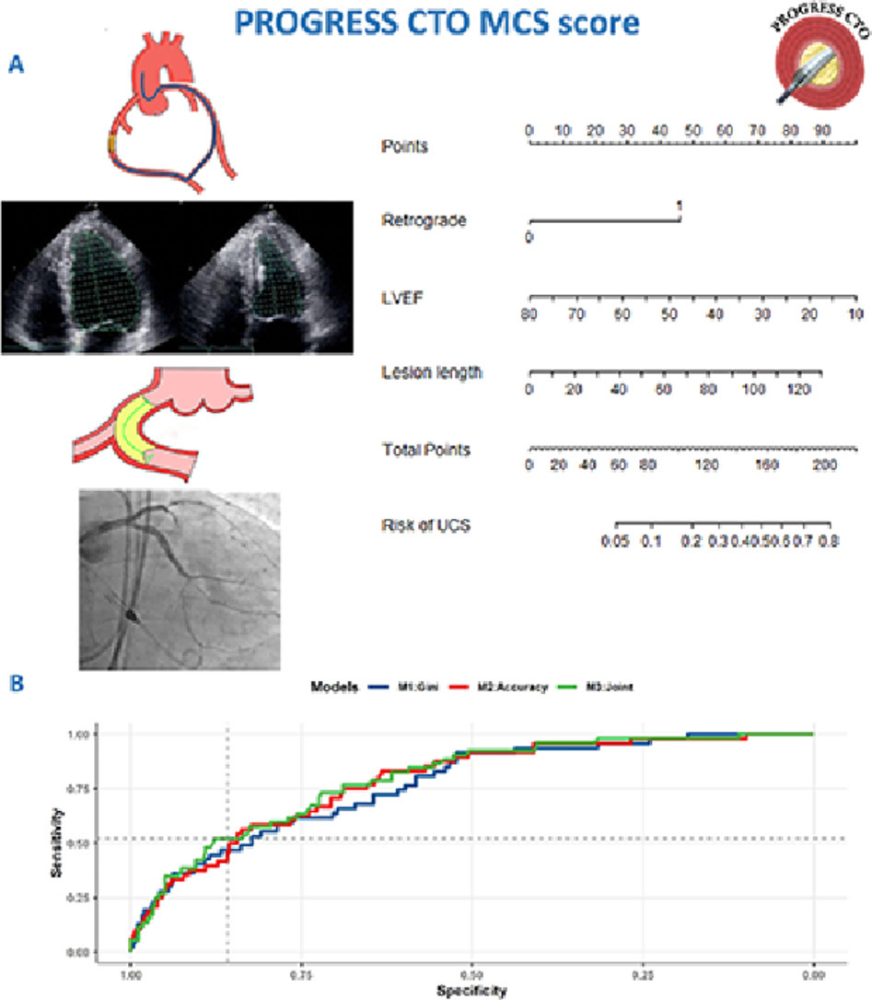 PROGRESS CTO MCS score
PROGRESS CTO
A
Points
0 10 20 30 40 50 60 70 80 90
Retrograde
1
0
LVEF
80 70 60 50 40 30 20 10
Lesion length
0 20 40 60 80 100 120
Total Points
0 20 40 60 80 120 160 200
Risk of UCS
0.05 0.1 0.2 0.3 0.4 0.5 0.6 0.7 0.8
B
Models M1:Gini M2:Accuracy M3:Joint
1.00
0.75
0.50
0.25
0.00
Sensitivity
1.00 0.75 0.50 0.25 0.00
Specificity